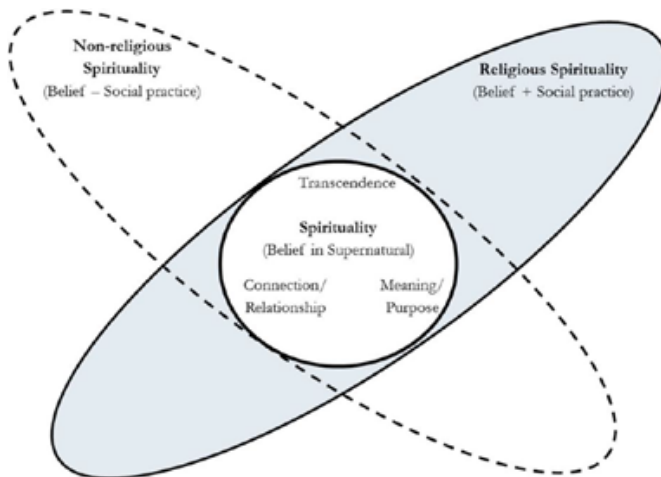 Non-religious
Spirituality
(Belief – Social practice)
Religious Spirituality
(Belief + Social practice)
Transcendence
Spirituality
(Belief in Supernatural)
Connection/
Relationship
Meaning/
Purpose